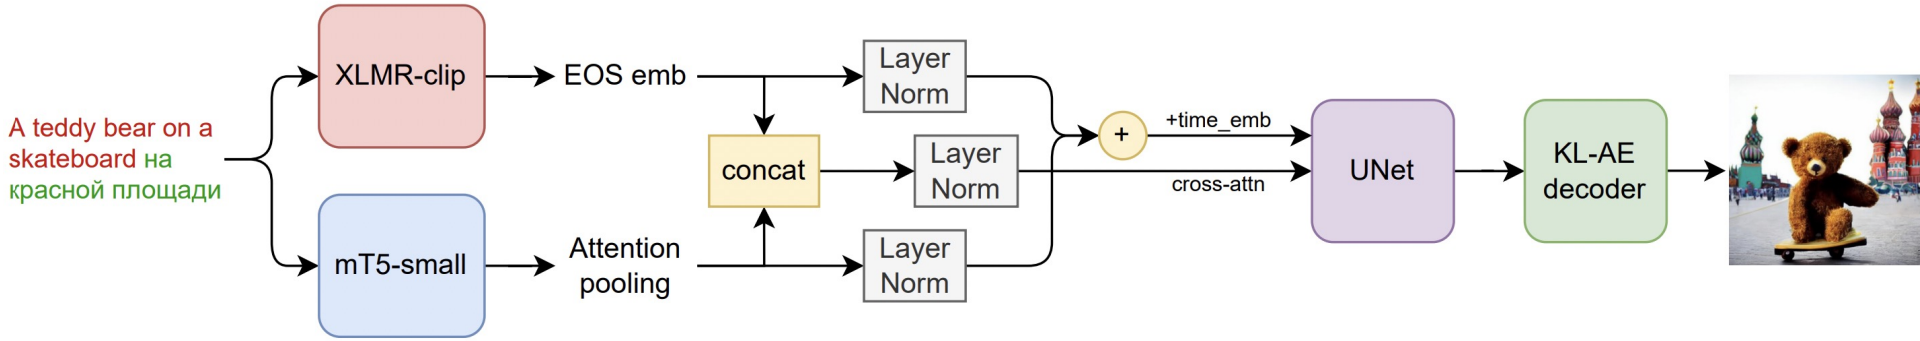 A teddy bear on a
skateboard на
красной площади
XLMR-clip
mT5-small
EOS emb
Attention
pooling
concat
Layer
Norm
Layer
Norm
Layer
Norm
+
+time_emb
cross-attn
UNet
KL-AE
decoder